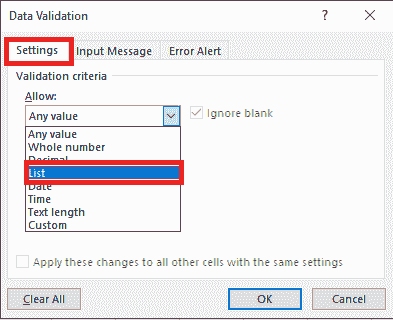 Data Validation
Settings Input Message Error Alert
Validation criteria
Allow:
Any value Ignore blank
Any value
Whole number
Decimal
List
Date
Time
Text length
Custom
Apply these changes to all other cells with the same settings
Clear All OK Cancel